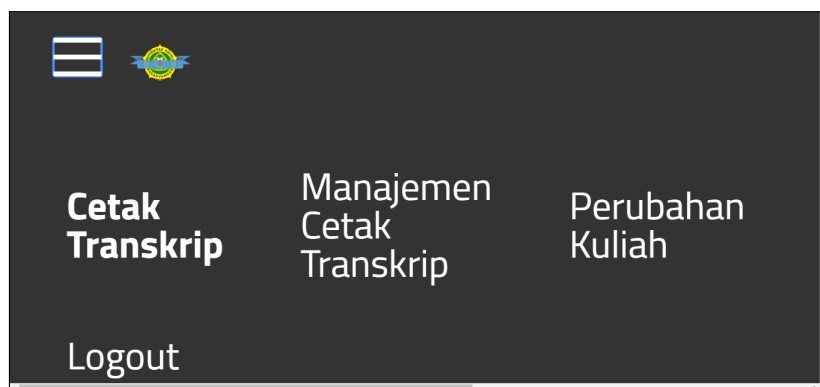 Cetak
Transkrip
Manajemen
Cetak
Transkrip
Perubahan
Kuliah
Logout